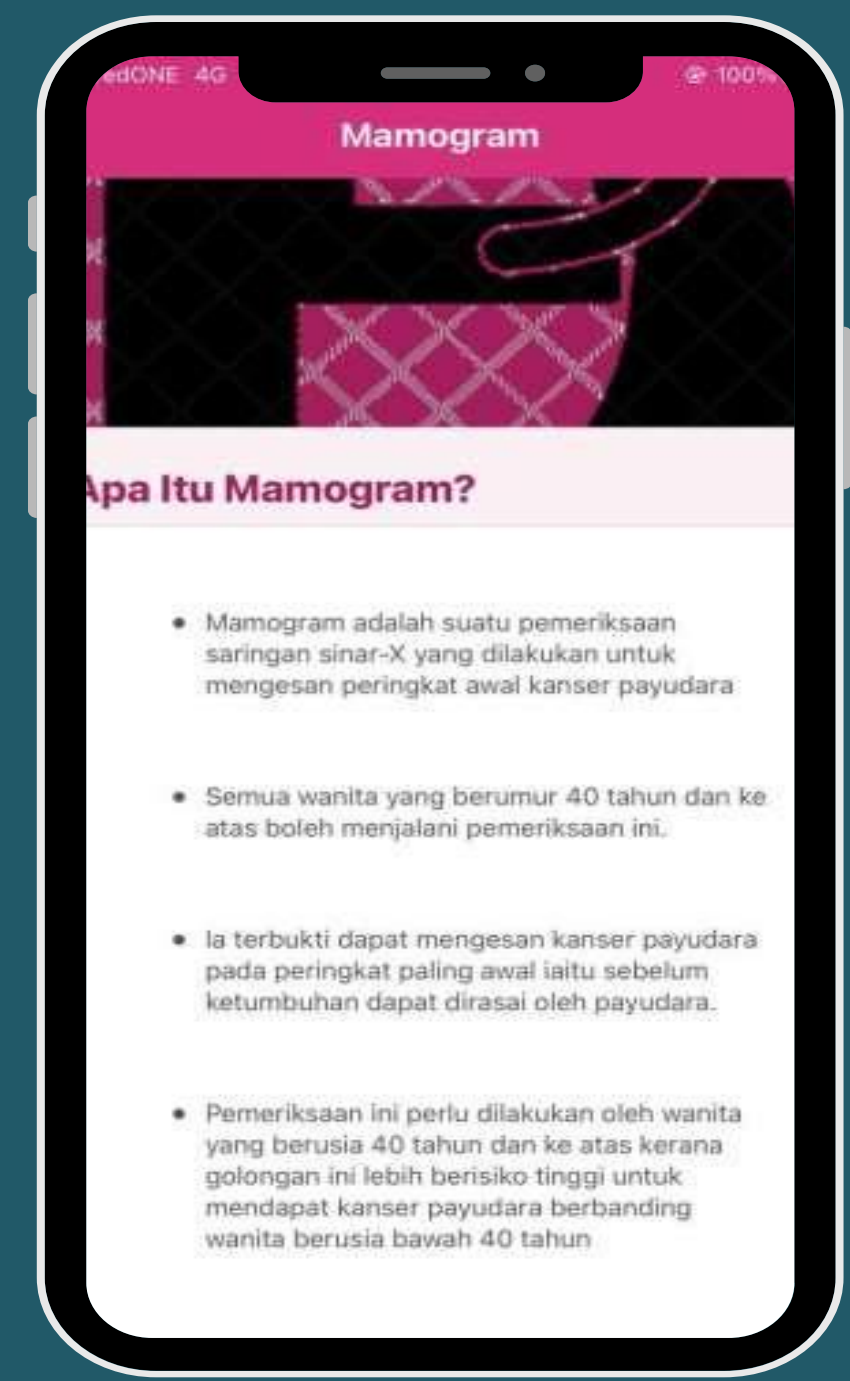 edONE 4G 100%
Mamogram
Apa Itu Mamogram?
• Mamogram adalah suatu pemeriksaan
saringan sinar-X yang dilakukan untuk
mengesan peringkat awal kanser payudara
• Semua wanita yang berumur 40 tahun dan ke
atas boleh menjalani pemeriksaan ini.
• Ia terbukti dapat mengesan kanser payudara
pada peringkat paling awal iaitu sebelum
ketumbuhan dapat dirasai oleh payudara.
• Pemeriksaan ini perlu dilakukan oleh wanita
yang berusia 40 tahun dan ke atas kerana
golongan ini lebih berisiko tinggi untuk
mendapat kanser payudara berbanding
wanita berusia bawah 40 tahun